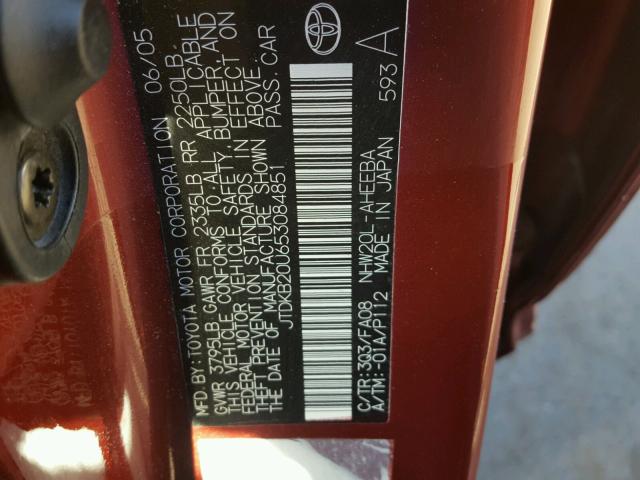 MFD.BY:TOYOTA MOTOR CORPORATION 06/05
GVWR 3795LB GAWR FR 2335LB RR 2250LB
THIS VEHICLE CONFORMS TO ALL APPLICABLE
FEDERAL MOTOR VEHICLE SAFETY, BUMPER, AND
THEFT PREVENTION STANDARDS IN EFFECT ON
THE DATE OF MANUFACTURE SHOWN ABOVE.
JTDKB20U653084851 PASS.CAR
C/TR:3Q3/FA08 NHW20L-AHEEBA 593 A
A/TM:-01A/P112 MADE IN JAPAN